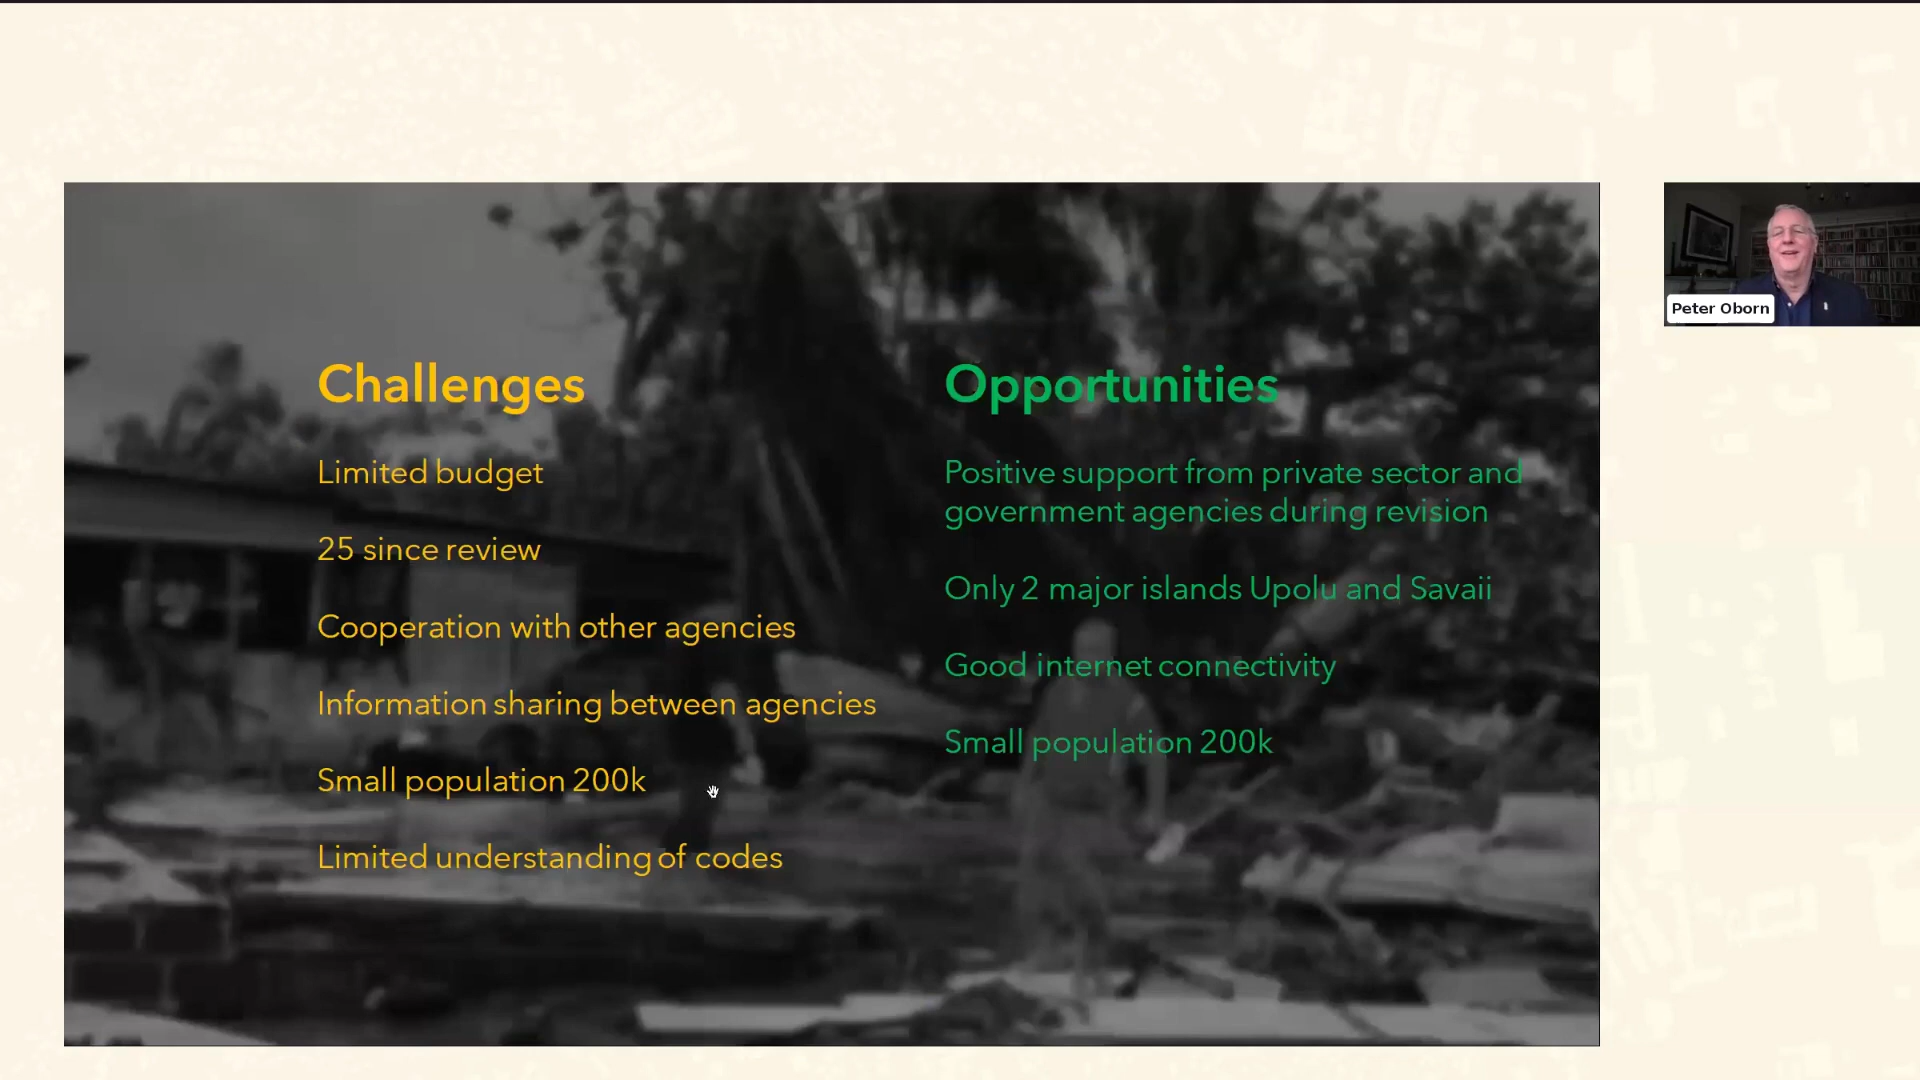 Challenges
Limited budget
25 since review
Cooperation with other agencies
Information sharing between agencies
Small population 200k
Limited understanding of codes
Opportunities
Positive support from private sector and
government agencies during revision
Only 2 major islands Upolu and Savaii
Good internet connectivity
Small population 200k
Peter Oborn